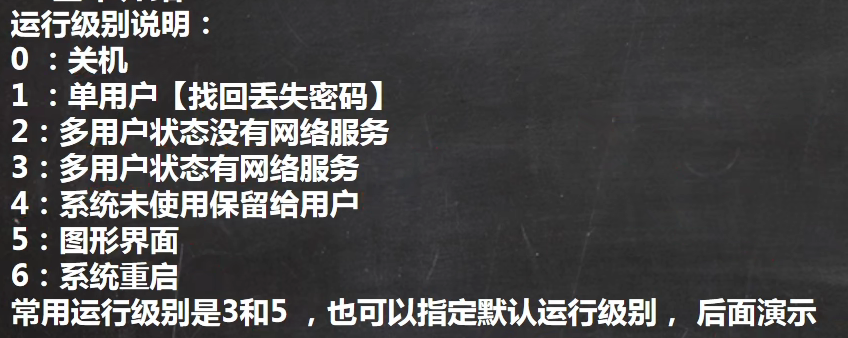 运行级别说明：
0 ：关机
1 ：单用户【找回丢失密码】
2：多用户状态没有网络服务
3：多用户状态有网络服务
4：系统未使用保留给用户
5：图形界面
6：系统重启
常用运行级别是3和5 ，也可以指定默认运行级别， 后面演示